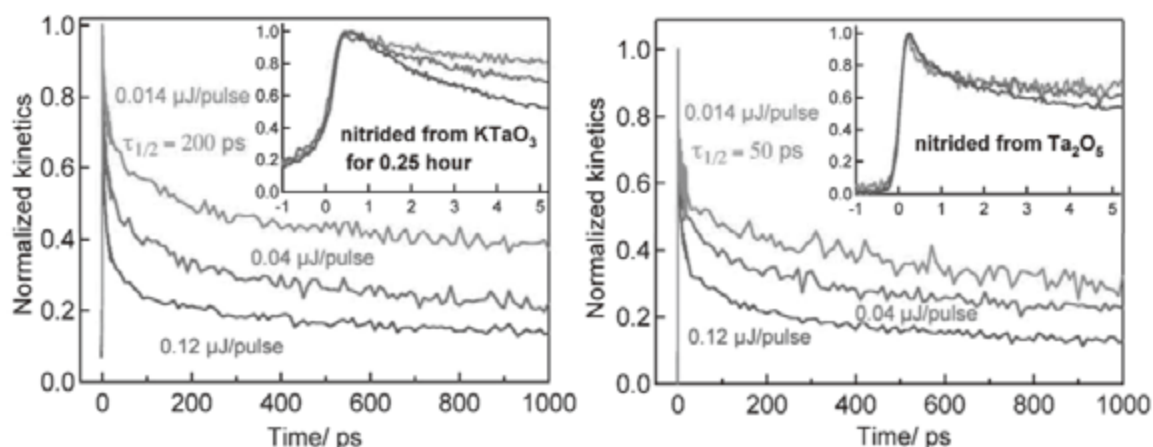 Normalized kinetics
1.0
0.8
0.6
0.4
0.2
0.0
0.014 µJ/pulse
τ1/2 = 200 ps
0.04 µJ/pulse
0.12 µJ/pulse
1.0
0.8
0.6
0.4
0.2
0.0
nitrided from KTaO3
for 0.25 hour
-1 0 1 2 3 4 5
0 200 400 600 800 1000
Time/ ps
Normalized kinetics
1.0
0.8
0.6
0.4
0.2
0.0
0.014 µJ/pulse
τ1/2 = 50 ps
0.04 µJ/pulse
0.12 µJ/pulse
1.0
0.8
0.6
0.4
0.2
0.0
nitrided from Ta2O5
-1 0 1 2 3 4 5
0 200 400 600 800 1000
Time/ ps